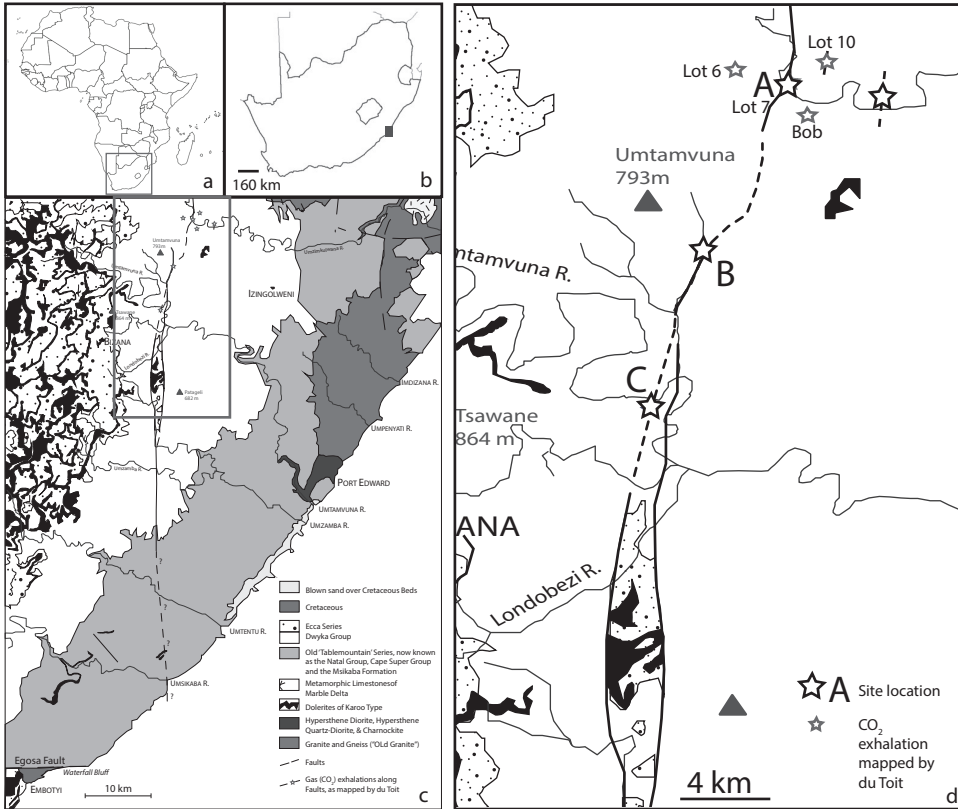 a
b
160 km
Umtamvuna
793m
IZINGOLWENI
Tsawane
864 m
BIZANA
Londobezi R.
Patageli
682 m
UMDIZANA R.
UMPENYATI R.
PORT EDWARD
UMTAMVUNA R.
UMZAMBA R.
?
?
?
?
UMTENTU R.
UMSIKABA R.
Egosa Fault
Waterfall Bluff
EMBOTYI
10 km
Blown sand over Cretaceous Beds
Cretaceous
Ecca Series
Dwyka Group
Old 'Tablemountain' Series, now known
as the Natal Group, Cape Super Group
and the Msikaba Formation
Metamorphic Limestonesof
Marble Delta
Dolerites of Karoo Type
Hypersthene Diorite, Hypersthene
Quartz-Diorite, & Charnockite
Granite and Gneiss ("OLd Granite")
Faults
Gas (CO2) exhalations along
Faults, as mapped by du Toit
c
Lot 10
Lot 6
A
Lot 7
Bob
Umtamvuna
793m
B
mtamvuna R.
C
Tsawane
864 m
ANA
Londobezi R.
A Site location
CO2
exhalation
mapped by
du Toit
4 km
d